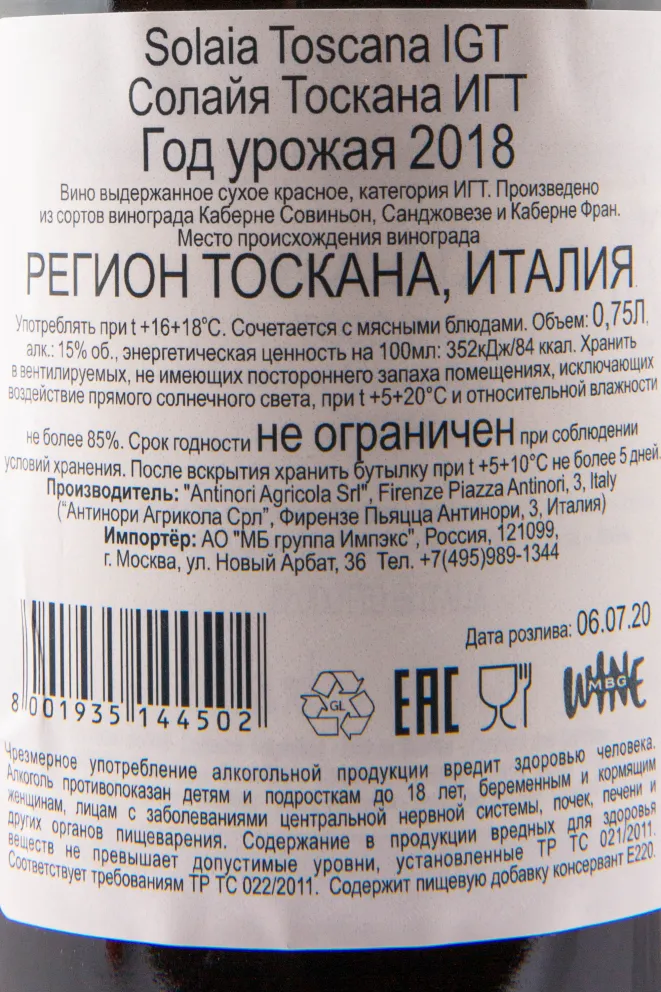 Solaia Toscana IGT
Солайя Тоскана ИГТ
Год урожая 2018
Вино выдержанное сухое красное, категория ИГТ. Произведено
из сортов винограда Каберне Совиньон, Санджовезе и Каберне Фран.
Место происхождения винограда
РЕГИОН ТОСКАНА, ИТАЛИЯ
Употреблять при t +16+18°С. Сочетается с мясными блюдами. Объем: 0,75Л,
алк.: 15% об., энергетическая ценность на 100мл: 352кДж/84 ккал. Хранить
в вентилируемых, не имеющих постороннего запаха помещениях, исключающих
воздействие прямого солнечного света, при t +5+20°С и относительной влажности
не более 85%. Срок годности не ограничен при соблюдении
условий хранения. После вскрытия хранить бутылку при t +5+10°С не более 5 дней.
Производитель: "Antinori Agricola Srl", Firenze Piazza Antinori, 3, Italy
("Антинори Агрикола Срл", Фирензе Пьяцца Антинори, 3, Италия)
Импортёр: АО "МБ группа Импэкс", Россия, 121099,
г. Москва, ул. Новый Арбат, 36 Тел. +7(495)989-1344
Дата розлива: 06.07.20
8 001935 144502
GL
EAC
WINE
MBG
Чрезмерное употребление алкогольной продукции вредит здоровью человека.
Алкоголь противопоказан детям и подросткам до 18 лет, беременным и кормящим
женщинам, лицам с заболеваниями центральной нервной системы, почек, печени и
других органов пищеварения. Содержание в продукции вредных для здоровья
веществ не превышает допустимые уровни, установленные ТР ТС 021/2011.
Соответствует требованиям ТР ТС 022/2011. Содержит пищевую добавку консервант Е220.